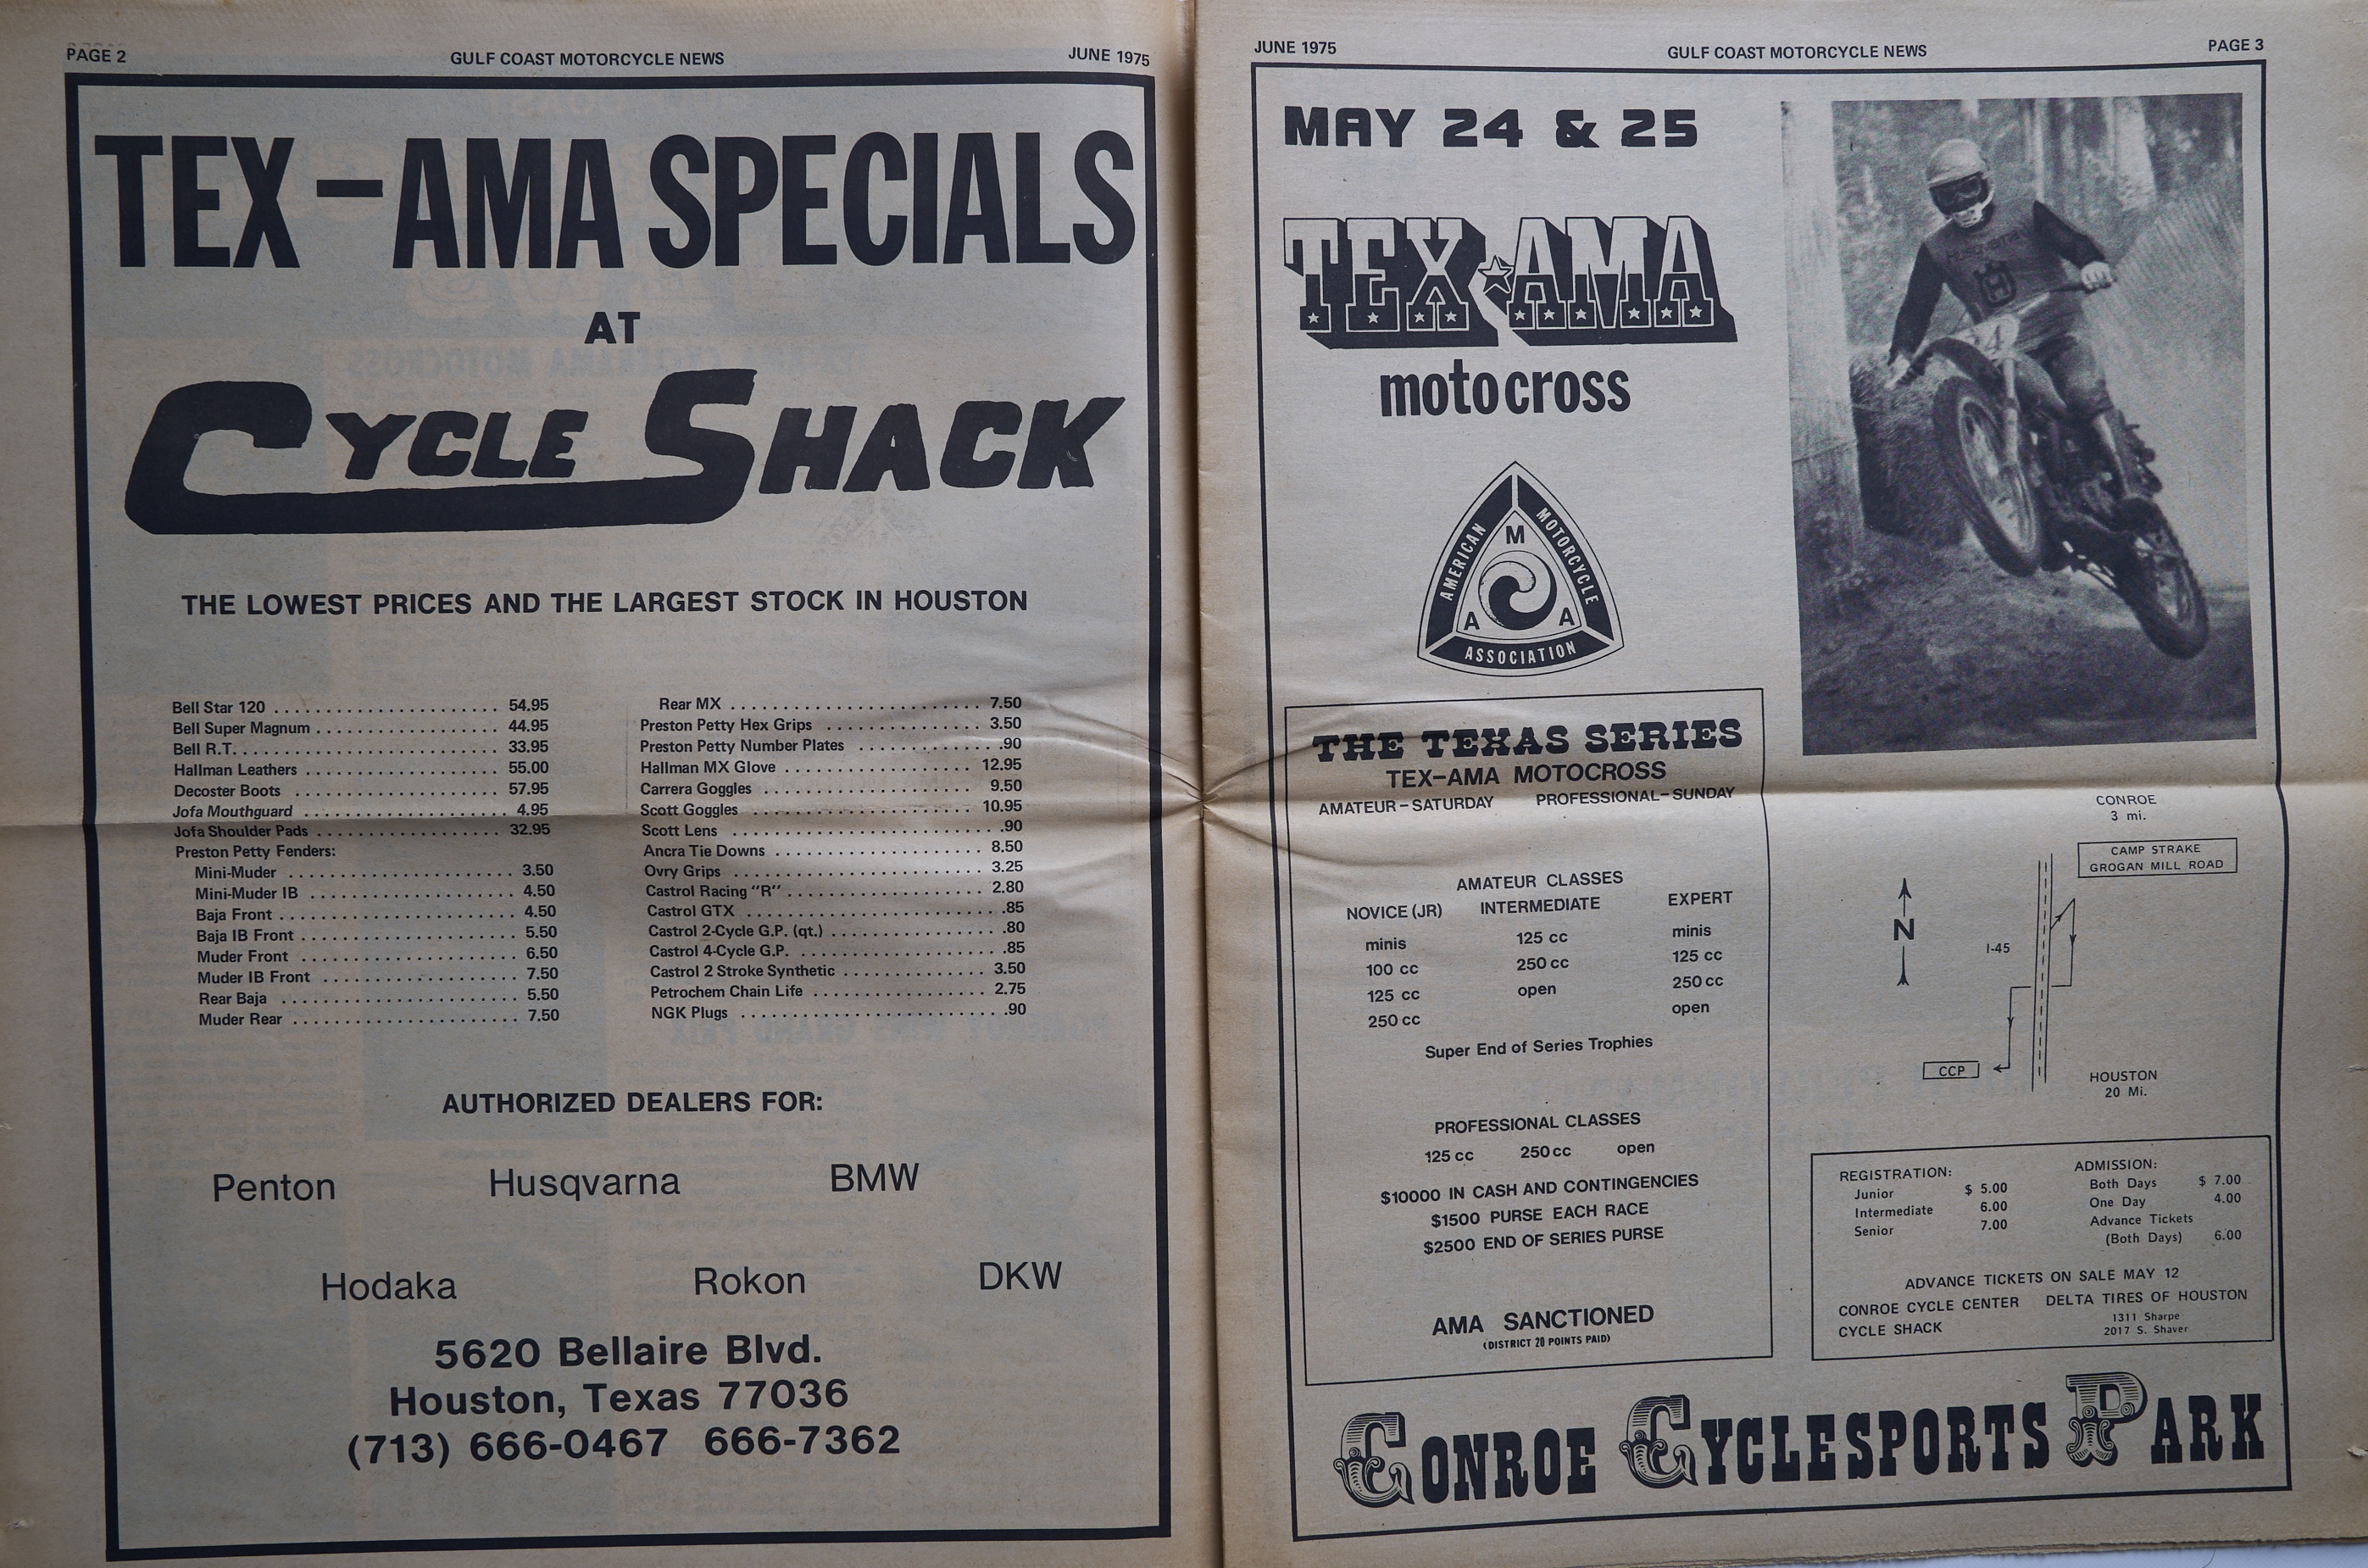 PAGE 2 GULF COAST MOTORCYCLE NEWS JUNE 1975
TEX-AMA SPECIALS
AT
CYCLE SHACK
THE LOWEST PRICES AND THE LARGEST STOCK IN HOUSTON
Bell Star 120 54.95
Bell Super Magnum 44.95
Bell R.T. 33.95
Hallman Leathers 55.00
Decoster Boots 57.95
Jofa Mouthguard 4.95
Jofa Shoulder Pads 32.95
Preston Petty Fenders:
Mini-Muder 3.50
Mini-Muder IB 4.50
Baja Front 4.50
Baja IB Front 5.50
Muder Front 6.50
Muder IB Front 7.50
Rear Baja 5.50
Muder Rear 7.50
Rear MX 7.50
Preston Petty Hex Grips 3.50
Preston Petty Number Plates .90
Hallman MX Glove 12.95
Carrera Goggles 9.50
Scott Goggles 10.95
Scott Lens .90
Ancra Tie Downs 8.50
Ovry Grips 3.25
Castrol Racing "R" 2.80
Castrol GTX .85
Castrol 2-Cycle G.P. (qt.) .80
Castrol 4-Cycle G.P. .85
Castrol 2 Stroke Synthetic 3.50
Petrochem Chain Life 2.75
NGK Plugs .90
AUTHORIZED DEALERS FOR:
Penton Husqvarna BMW
Hodaka Rokon DKW
5620 Bellaire Blvd.
Houston, Texas 77036
(713) 666-0467 666-7362
JUNE 1975 GULF COAST MOTORCYCLE NEWS PAGE 3
MAY 24 & 25
TEX AMA
motocross
AMERICAN MOTORCYCLE ASSOCIATION
M
A A
THE TEXAS SERIES
TEX-AMA MOTOCROSS
AMATEUR-SATURDAY PROFESSIONAL-SUNDAY
AMATEUR CLASSES
NOVICE (JR) INTERMEDIATE EXPERT
minis 125 cc minis
100 cc 250 cc 125 cc
125 cc open 250 cc
250 cc open
Super End of Series Trophies
PROFESSIONAL CLASSES
125 cc 250 cc open
$10000 IN CASH AND CONTINGENCIES
$1500 PURSE EACH RACE
$2500 END OF SERIES PURSE
AMA SANCTIONED
(DISTRICT 20 POINTS PAID)
4
CONROE
3 mi.
CAMP STRAKE
GROGAN MILL ROAD
N
I-45
CCP
HOUSTON
20 Mi.
REGISTRATION:
Junior $ 5.00
Intermediate 6.00
Senior 7.00
ADMISSION:
Both Days $ 7.00
One Day 4.00
Advance Tickets
(Both Days) 6.00
ADVANCE TICKETS ON SALE MAY 12
CONROE CYCLE CENTER DELTA TIRES OF HOUSTON
CYCLE SHACK
1311 Sharpe
2017 S. Shaver
CONROE CYCLESPORTS PARK